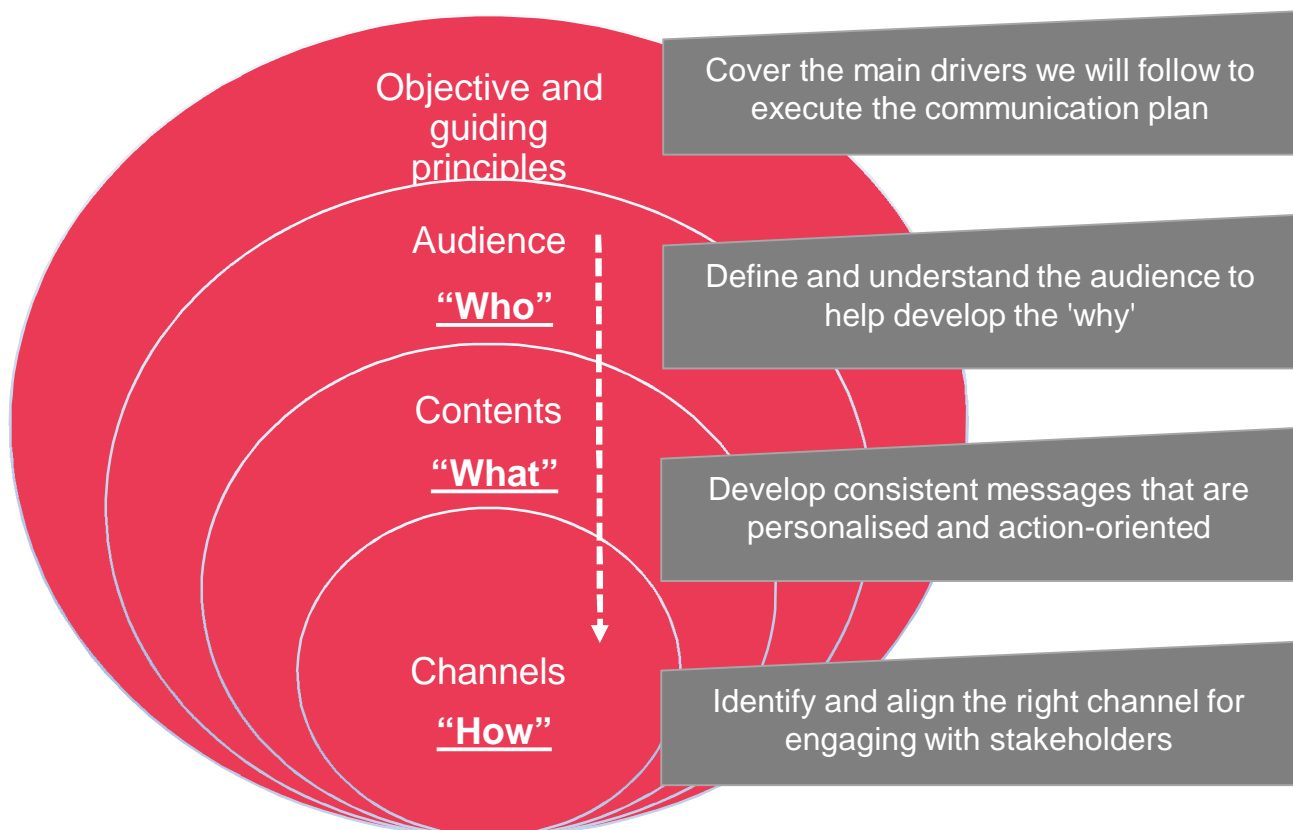 Objective and
guiding
principles
Cover the main drivers we will follow to
execute the communication plan
Audience
“Who”
Define and understand the audience to
help develop the 'why'
Contents
“What”
Develop consistent messages that are
personalised and action-oriented
Channels
“How”
Identify and align the right channel for
engaging with stakeholders